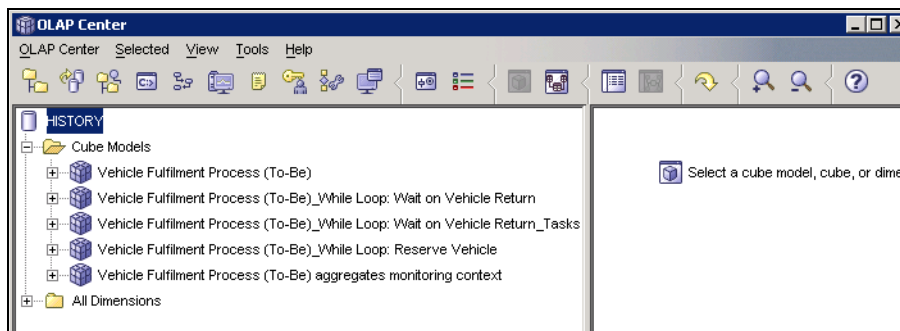 OLAP Center
OLAP Center Selected View Tools Help
HISTORY
Cube Models
Vehicle Fulfilment Process (To-Be)
Select a cube model, cube, or dime
Vehicle Fulfilment Process (To-Be)_While Loop: Wait on Vehicle Return
Vehicle Fulfilment Process (To-Be)_While Loop: Wait on Vehicle Return_Tasks
Vehicle Fulfilment Process (To-Be)_While Loop: Reserve Vehicle
Vehicle Fulfilment Process (To-Be) aggregates monitoring context
All Dimensions